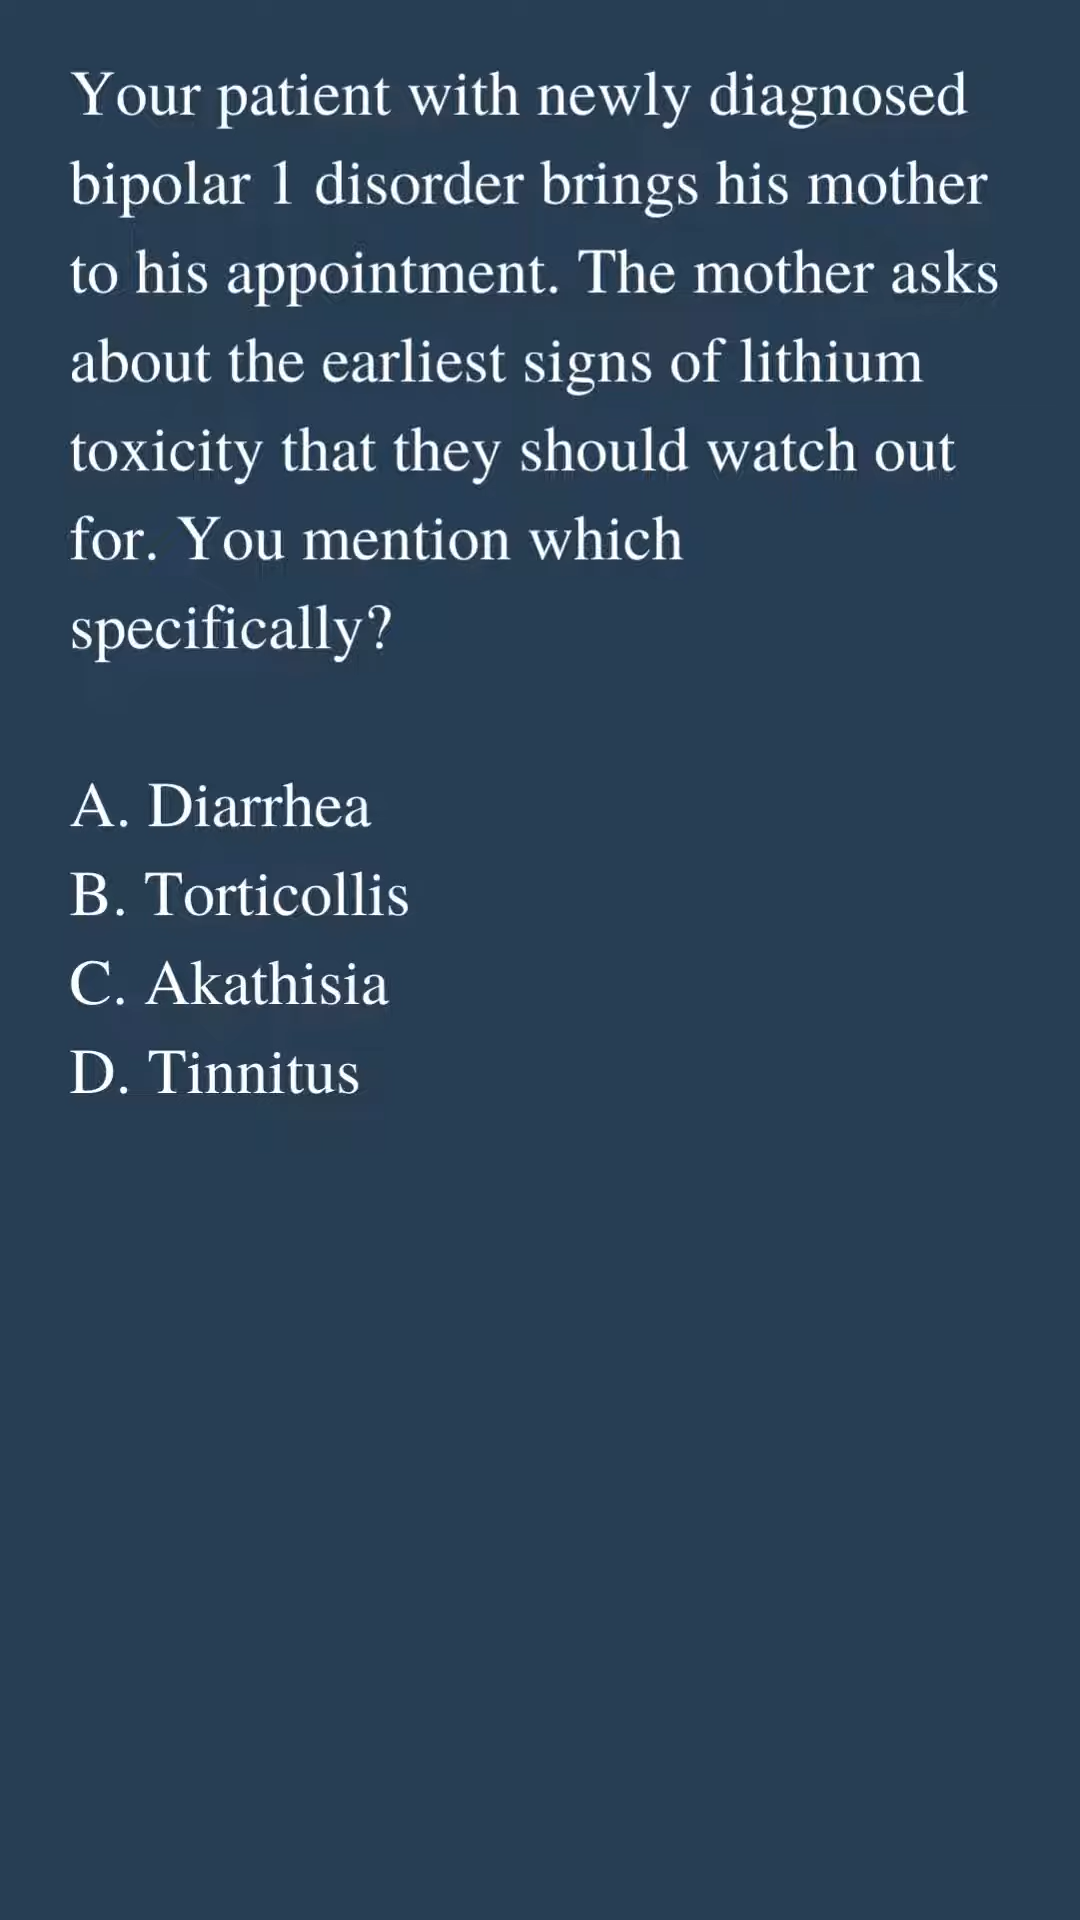 Your patient with newly diagnosed
bipolar 1 disorder brings his mother
to his appointment. The mother asks
about the earliest signs of lithium
toxicity that they should watch out
for. You mention which
specifically?
A. Diarrhea
B. Torticollis
C. Akathisia
D. Tinnitus